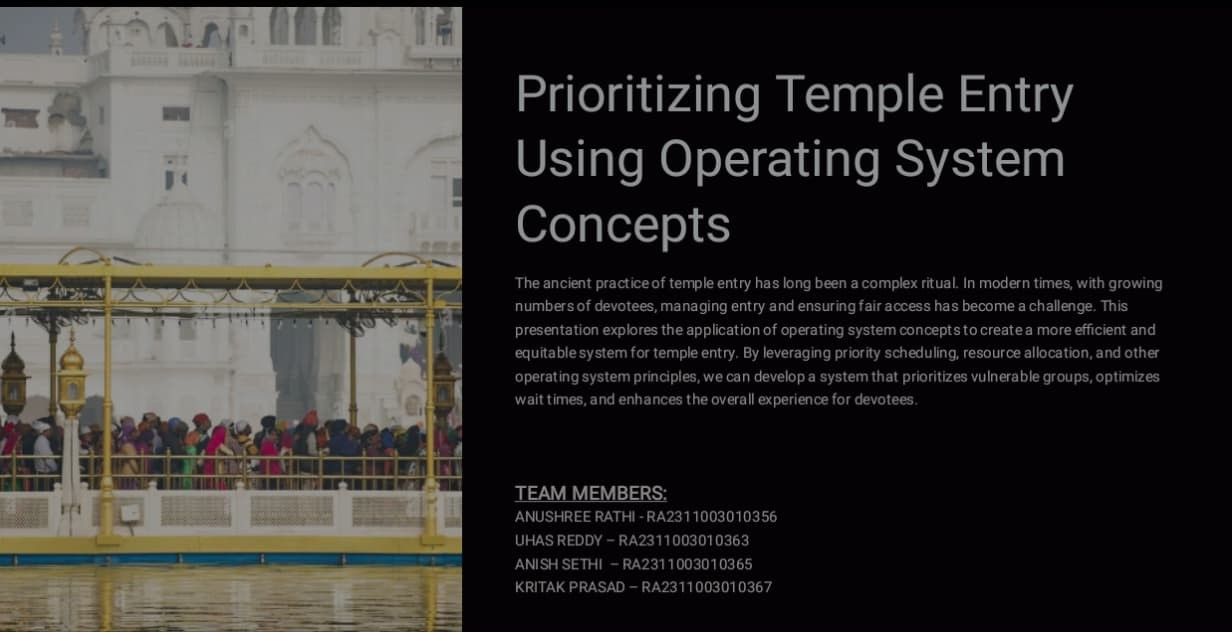 Prioritizing Temple Entry
Using Operating System
Concepts
The ancient practice of temple entry has long been a complex ritual. In modern times, with growing
numbers of devotees, managing entry and ensuring fair access has become a challenge. This
presentation explores the application of operating system concepts to create a more efficient and
equitable system for temple entry. By leveraging priority scheduling, resource allocation, and other
operating system principles, we can develop a system that prioritizes vulnerable groups, optimizes
wait times, and enhances the overall experience for devotees.
TEAM MEMBERS:
ANUSHREE RATHI - RA2311003010356
UHAS REDDY – RA2311003010363
ANISH SETHI – RA2311003010365
KRITAK PRASAD – RA2311003010367